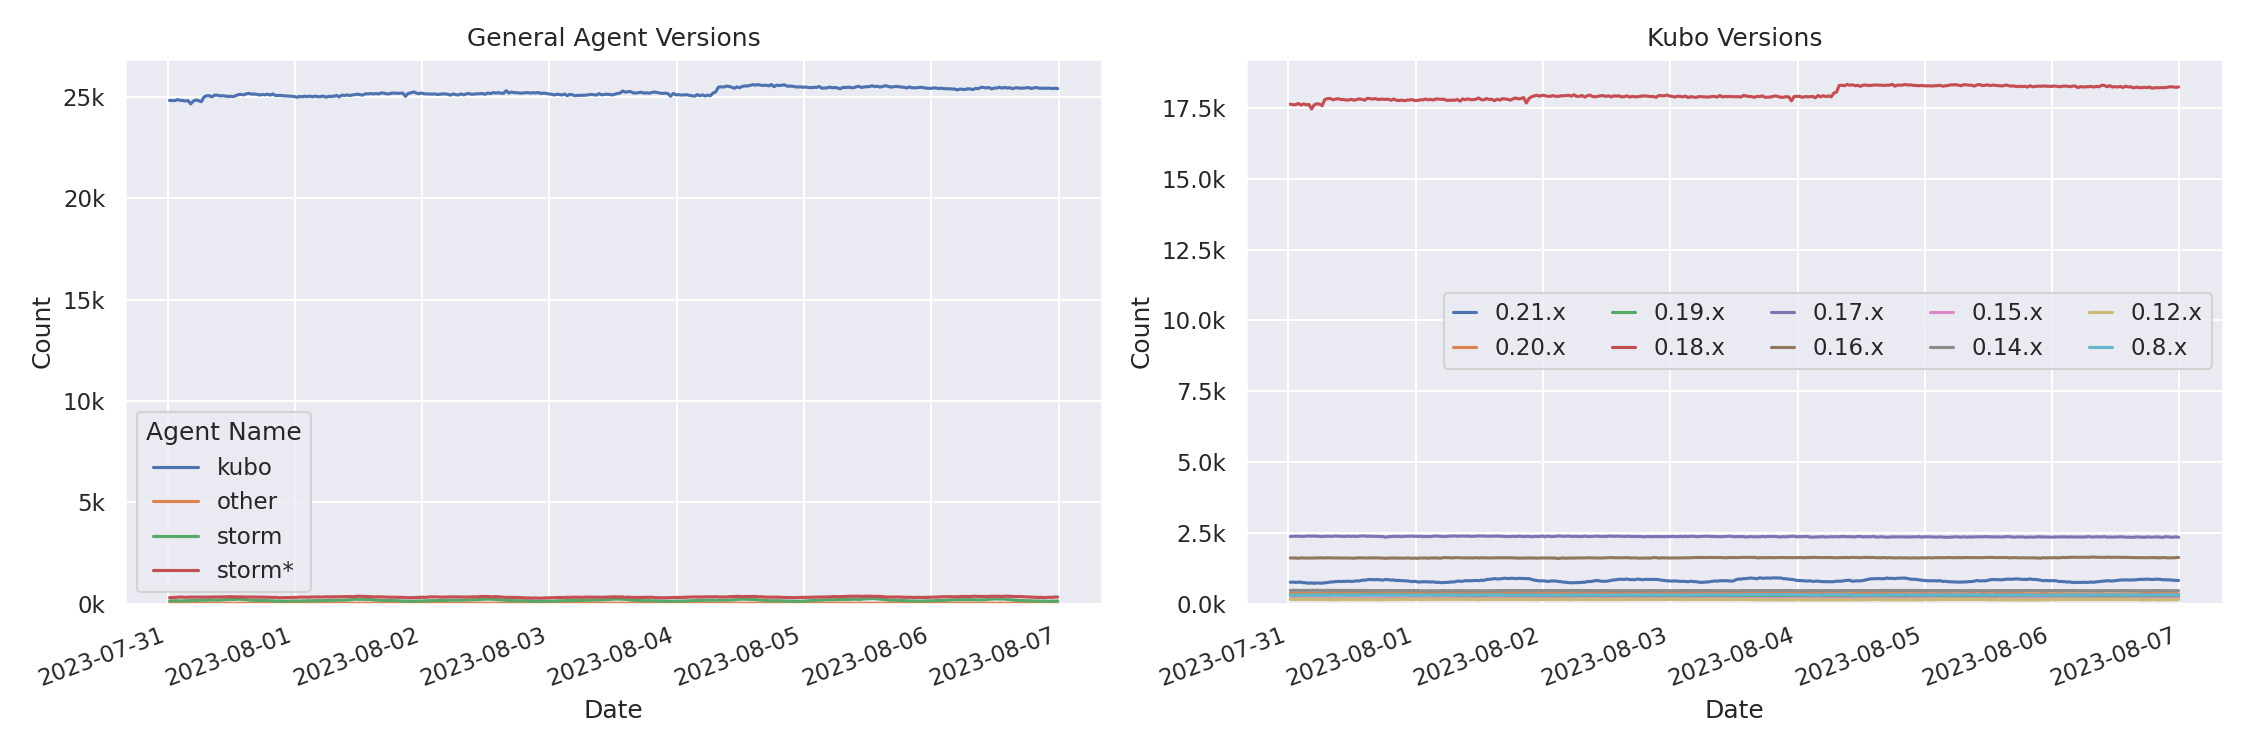 General Agent Versions
25k
20k
15k
10k
5k
0k
Count
Agent Name
kubo
other
storm
storm*
2023-07-31
2023-08-01
2023-08-02
2023-08-03
2023-08-04
2023-08-05
2023-08-06
2023-08-07
Date
Kubo Versions
17.5k
15.0k
12.5k
10.0k
7.5k
5.0k
2.5k
0.0k
Count
0.21.x 0.19.x 0.17.x 0.15.x 0.12.x
0.20.x 0.18.x 0.16.x 0.14.x 0.8.x
2023-07-31
2023-08-01
2023-08-02
2023-08-03
2023-08-04
2023-08-05
2023-08-06
2023-08-07
Date